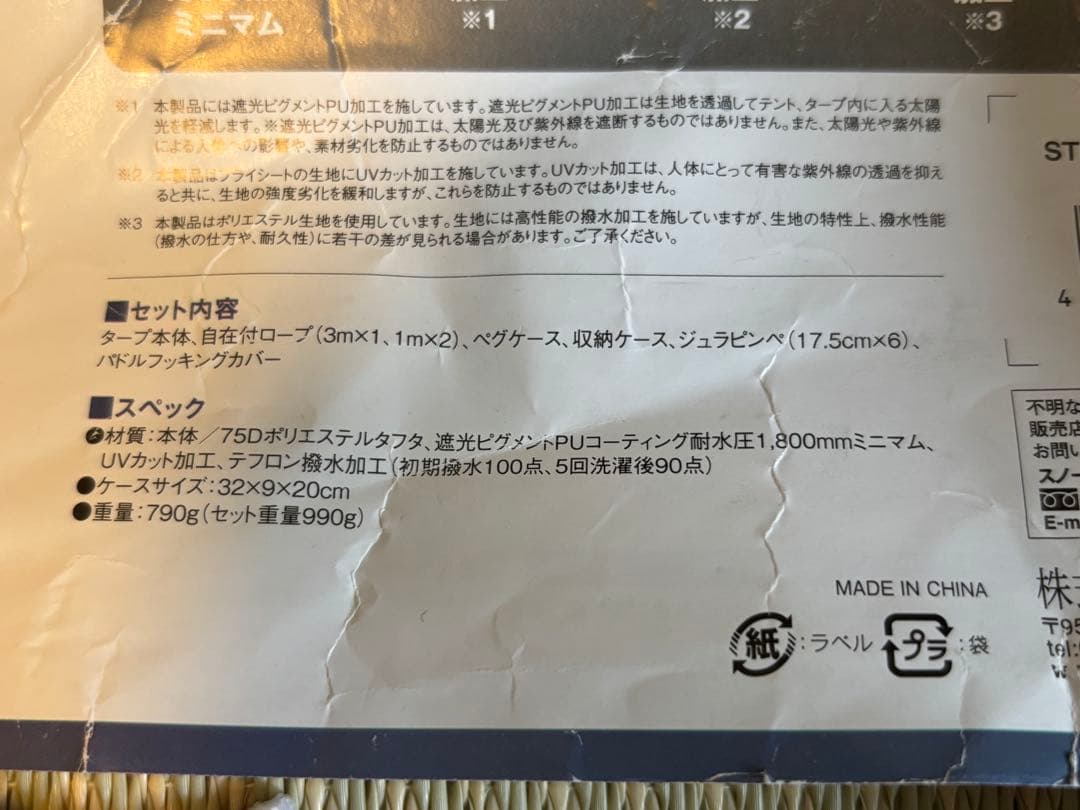 ミニマム
※1
※2
※3
※1 本製品には遮光ピグメントPU加工を施しています。遮光ピグメントPU加工は生地を透過してテント、タープ内に入る太陽
光を軽減します。※遮光ピグメントPU加工は、太陽光及び紫外線を遮断するものではありません。また、太陽光や紫外線
による人体への影響や、素材劣化を防止するものではありません。
※2 本製品はフライシートの生地にUVカット加工を施しています。UVカット加工は、人体にとって有害な紫外線の透過を抑え
ると共に、生地の強度劣化を緩和しますが、これらを防止するものではありません。
※3 本製品はポリエステル生地を使用しています。生地には高性能の撥水加工を施していますが、生地の特性上、撥水性能
(撥水の仕方や、耐久性)に若干の差が見られる場合があります。ご了承ください。
■セット内容
タープ本体、自在付ロープ(3m×1、1m×2)、ペグケース、収納ケース、ジュラピンペ(17.5cm×6)、
パドルフッキングカバー
■スペック
●材質:本体/75Dポリエステルタフタ、遮光ピグメントPUコーティング耐水圧1,800mmミニマム、
UVカット加工、テフロン撥水加工(初期撥水100点、5回洗濯後90点)
●ケースサイズ:32×9×20cm
●重量:790g(セット重量990g)
MADE IN CHINA
紙:ラベル プラ:袋
ST
4
不明な
販売店
お問い
スノー
E-m
株
〒95
tel: